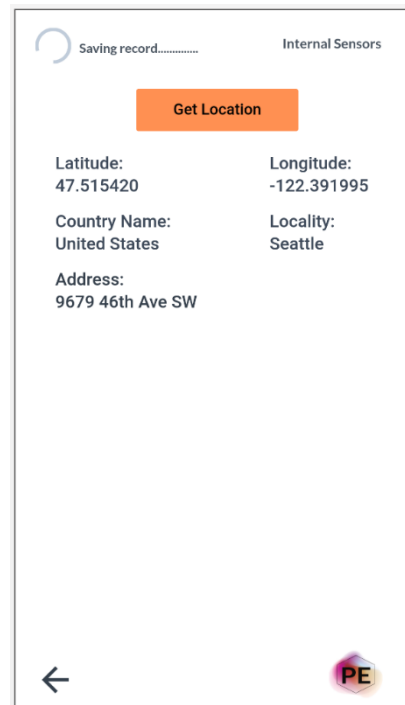 Saving record..............
Internal Sensors
Get Location
Latitude:
47.515420
Longitude:
-122.391995
Country Name:
United States
Locality:
Seattle
Address:
9679 46th Ave SW
PE